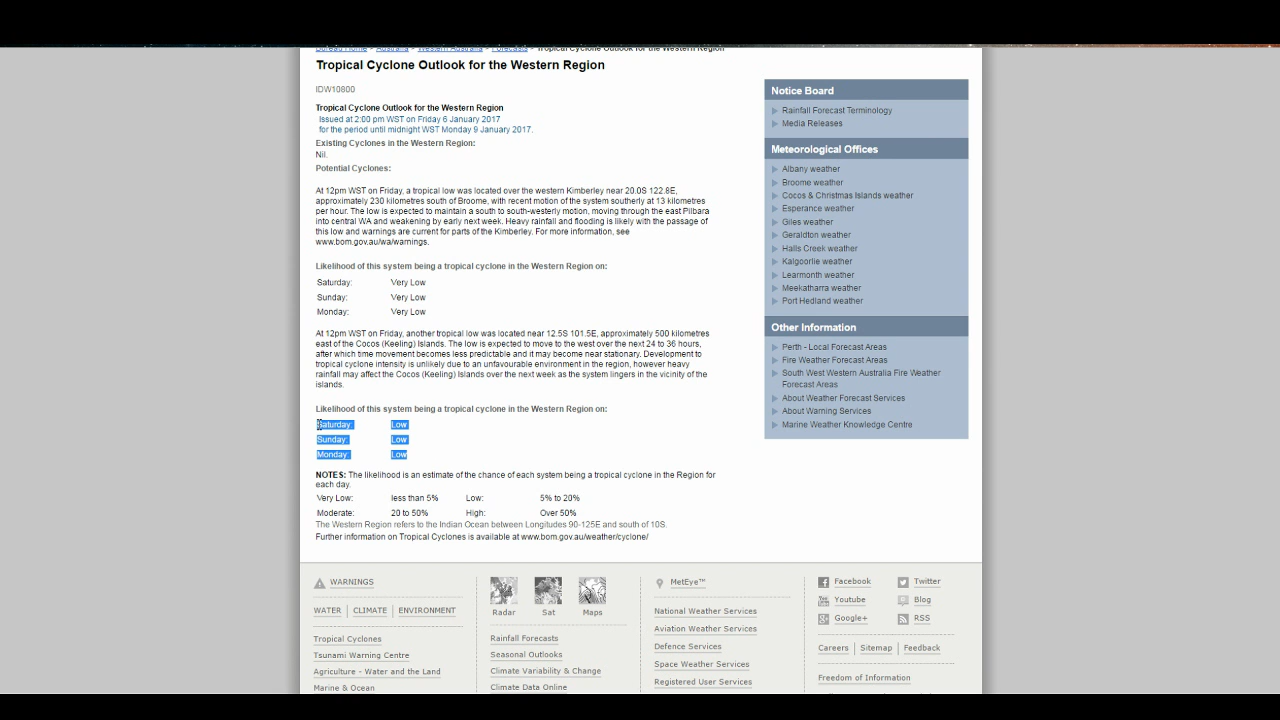 Bureau Home > Australia > Western Australia > Forecasts > Tropical Cyclone Outlook for the Western Region
Tropical Cyclone Outlook for the Western Region
IDW10800
Tropical Cyclone Outlook for the Western Region
Issued at 2:00 pm WST on Friday 6 January 2017
for the period until midnight WST Monday 9 January 2017.
Existing Cyclones in the Western Region:
Nil.
Potential Cyclones:
At 12pm WST on Friday, a tropical low was located over the western Kimberley near 20.0S 122.8E,
approximately 230 kilometres south of Broome, with recent motion of the system southerly at 13 kilometres
per hour. The low is expected to maintain a south to south-westerly motion, moving through the east Pilbara
into central WA and weakening by early next week. Heavy rainfall and flooding is likely with the passage of
this low and warnings are current for parts of the Kimberley. For more information, see
www.bom.gov.au/wa/warnings.
Likelihood of this system being a tropical cyclone in the Western Region on:
Saturday: Very Low
Sunday: Very Low
Monday: Very Low
At 12pm WST on Friday, another tropical low was located near 12.5S 101.5E, approximately 500 kilometres
east of the Cocos (Keeling) Islands. The low is expected to move to the west over the next 24 to 36 hours,
after which time movement becomes less predictable and it may become near stationary. Development to
tropical cyclone intensity is unlikely due to an unfavourable environment in the region, however heavy
rainfall may affect the Cocos (Keeling) Islands over the next week as the system lingers in the vicinity of the
islands.
Likelihood of this system being a tropical cyclone in the Western Region on:
Saturday: Low
Sunday: Low
Monday: Low
NOTES: The likelihood is an estimate of the chance of each system being a tropical cyclone in the Region for
each day.
Very Low: less than 5% Low: 5% to 20%
Moderate: 20 to 50% High: Over 50%
The Western Region refers to the Indian Ocean between Longitudes 90-125E and south of 10S.
Further information on Tropical Cyclones is available at www.bom.gov.au/weather/cyclone/
Notice Board
Rainfall Forecast Terminology
Media Releases
Meteorological Offices
Albany weather
Broome weather
Cocos & Christmas Islands weather
Esperance weather
Giles weather
Geraldton weather
Halls Creek weather
Kalgoorlie weather
Learmonth weather
Meekatharra weather
Port Hedland weather
Other Information
Perth - Local Forecast Areas
Fire Weather Forecast Areas
South West Western Australia Fire Weather
Forecast Areas
About Weather Forecast Services
About Warning Services
Marine Weather Knowledge Centre
WARNINGS
WATER CLIMATE ENVIRONMENT
Tropical Cyclones
Tsunami Warning Centre
Agriculture - Water and the Land
Marine & Ocean
Radar Sat Maps
Rainfall Forecasts
Seasonal Outlooks
Climate Variability & Change
Climate Data Online
MetEye™
National Weather Services
Aviation Weather Services
Defence Services
Space Weather Services
Registered User Services
Facebook Twitter
Youtube Blog
Google+ RSS
Careers Sitemap Feedback
Freedom of Information